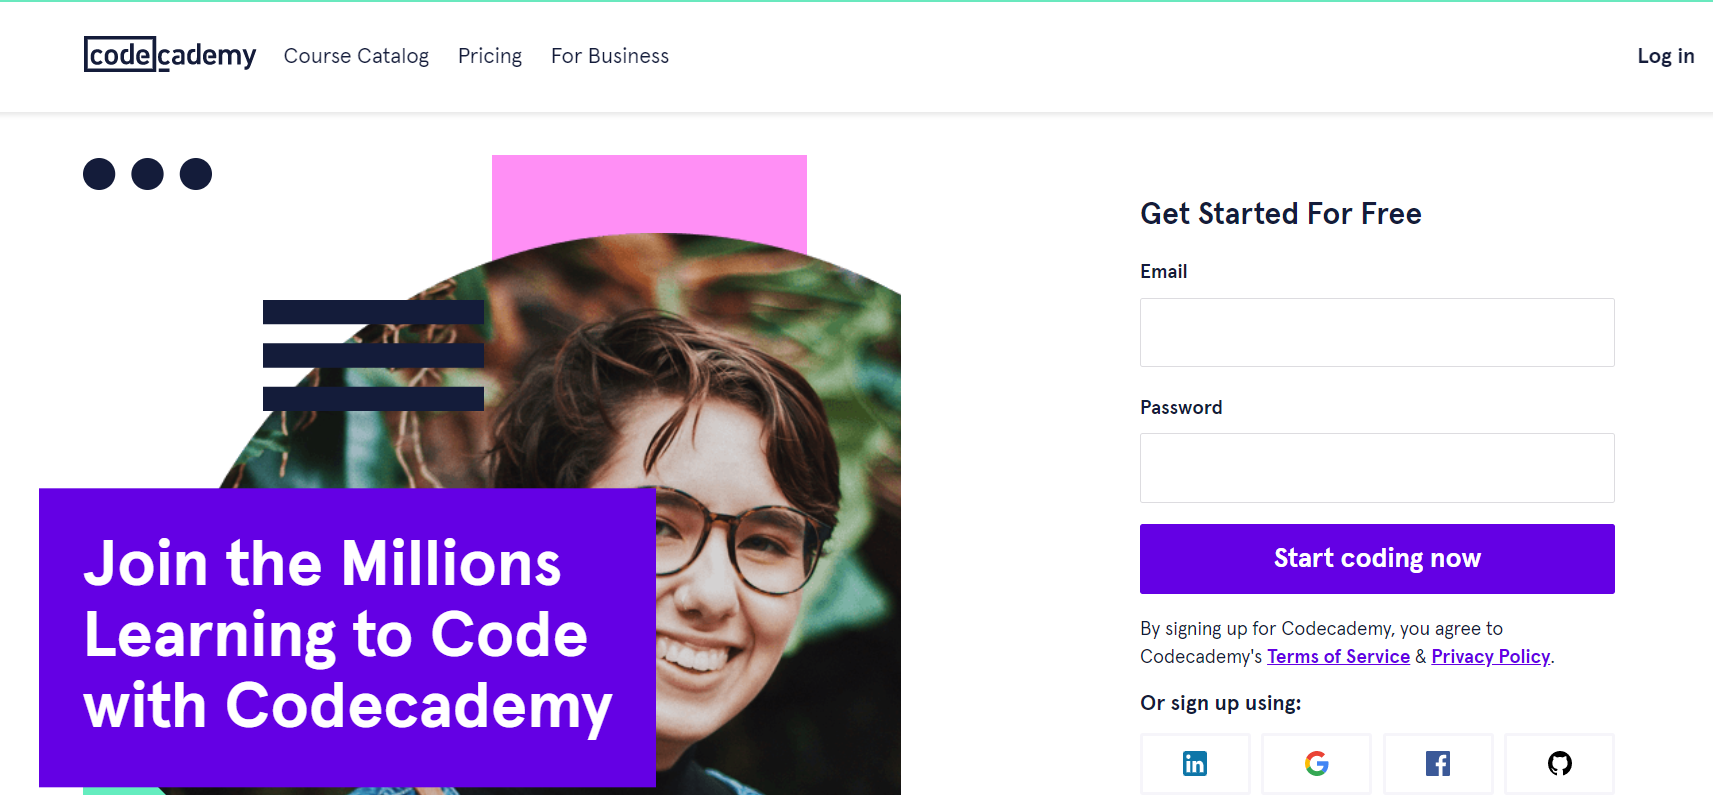 codecademy
Course Catalog
Pricing
For Business
Log in
Get Started For Free
Email
Password
Start coding now
By signing up for Codecademy, you agree to
Codecademy's Terms of Service & Privacy Policy.
Or sign up using:
in
G
f
Join the Millions
Learning to Code
with Codecademy